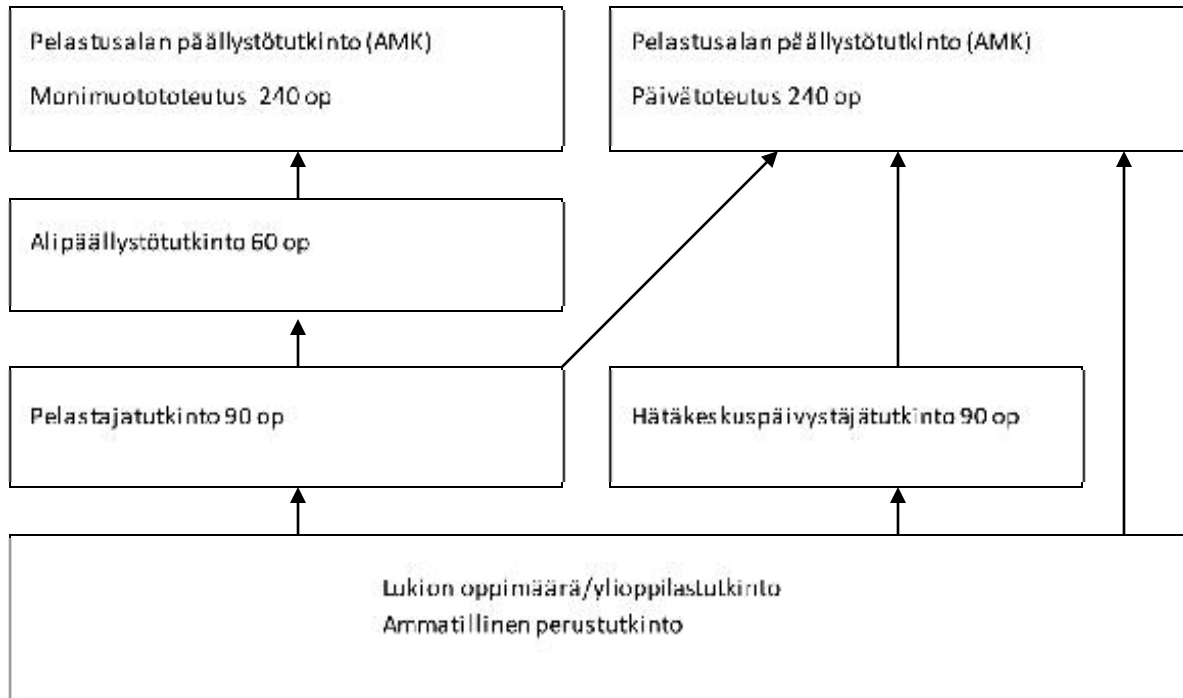 Pelastusalan päällystötutkinto (AMK)
Monimuotototeutus 240 op
Pelastusalan päällystötutkinto (AMK)
Päivätoteutus 240 op
Alipäällystötutkinto 60 op
Pelastajatutkinto 90 op
Hätäkeskuspäivystäjätutkinto 90 op
Lukion oppimäärä/ylioppilastutkinto
Ammatillinen perustutkinto